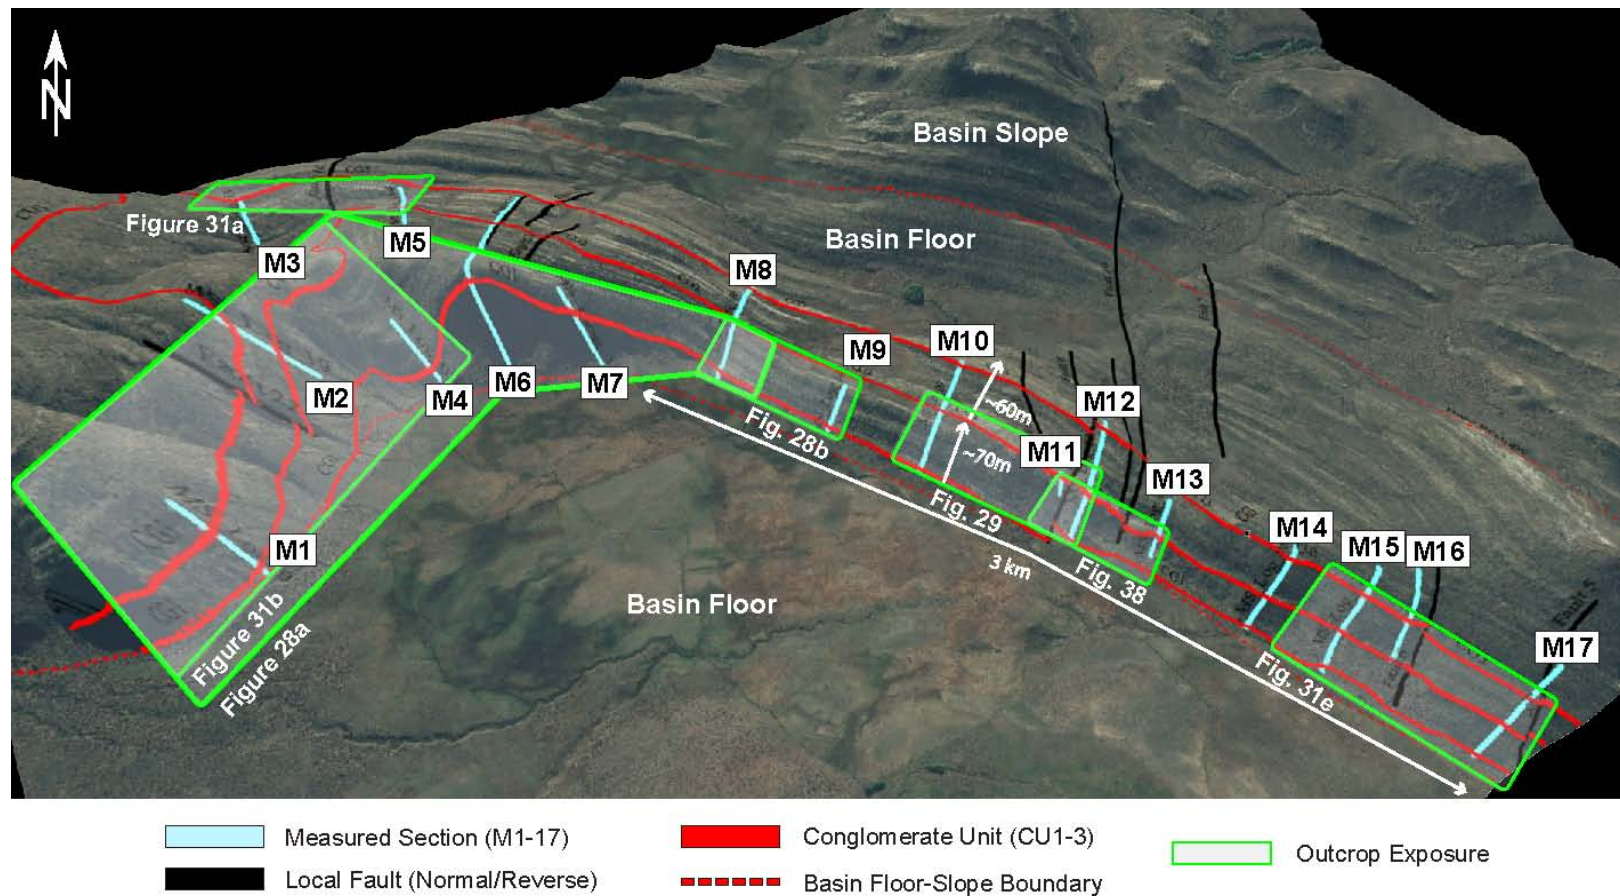 N
Basin Slope
Figure 31a
M5
Basin Floor
M3
M8
M10
M9
M2
M4
M6
M7
M12
~60m
M11
~70m
M13
Fig. 28b
Fig. 29
M1
M14
M15
M16
3 km
Fig. 38
Basin Floor
Figure 31b
Figure 28a
Fig. 31e
M17
Measured Section (M1-17)
Conglomerate Unit (CU1-3)
Outcrop Exposure
Local Fault (Normal/Reverse)
Basin Floor-Slope Boundary